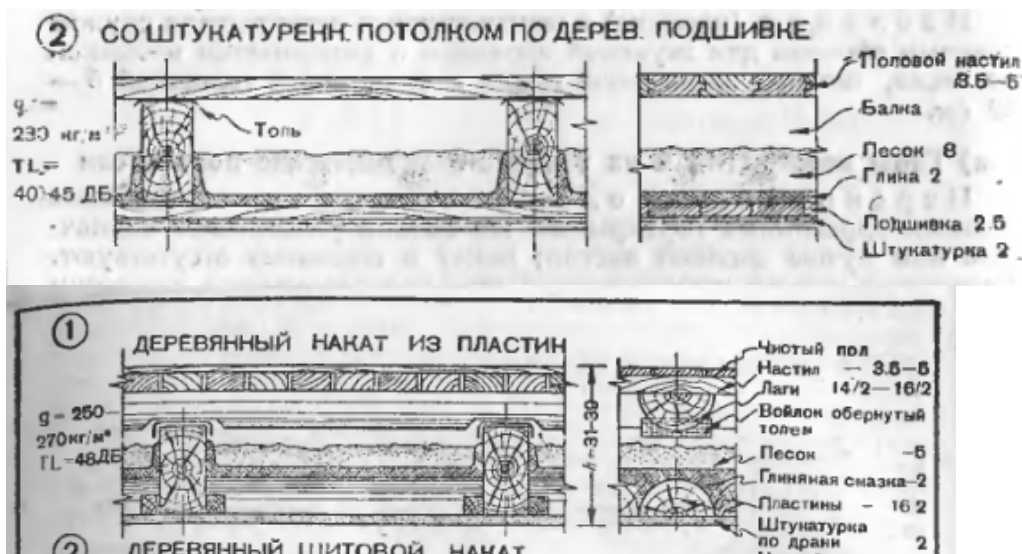 ② СО ШТУКАТУРЕНН. ПОТОЛКОМ ПО ДЕРЕВ. ПОДШИВКЕ
Половой настил
3.5–5
Балка
Толь
230 кг/м²
TL =
40-45 ДБ
Песок 8
Глина 2
Подшивка 2.5
Штукатурка 2
①
ДЕРЕВЯННЫЙ НАКАТ ИЗ ПЛАСТИН
Чистый пол
Настил – 3.5–5
Лаги 14/2–16/2
Войлок обернутый
толем
g – 250–
270кг/м²
TL–48ДБ
h–31-39
Песок –5
Глиняная смазка–2
Пластины – 16 2
Штукатурка
по драни 2
② ДЕРЕВЯННЫЙ ЩИТОВОЙ НАКАТ